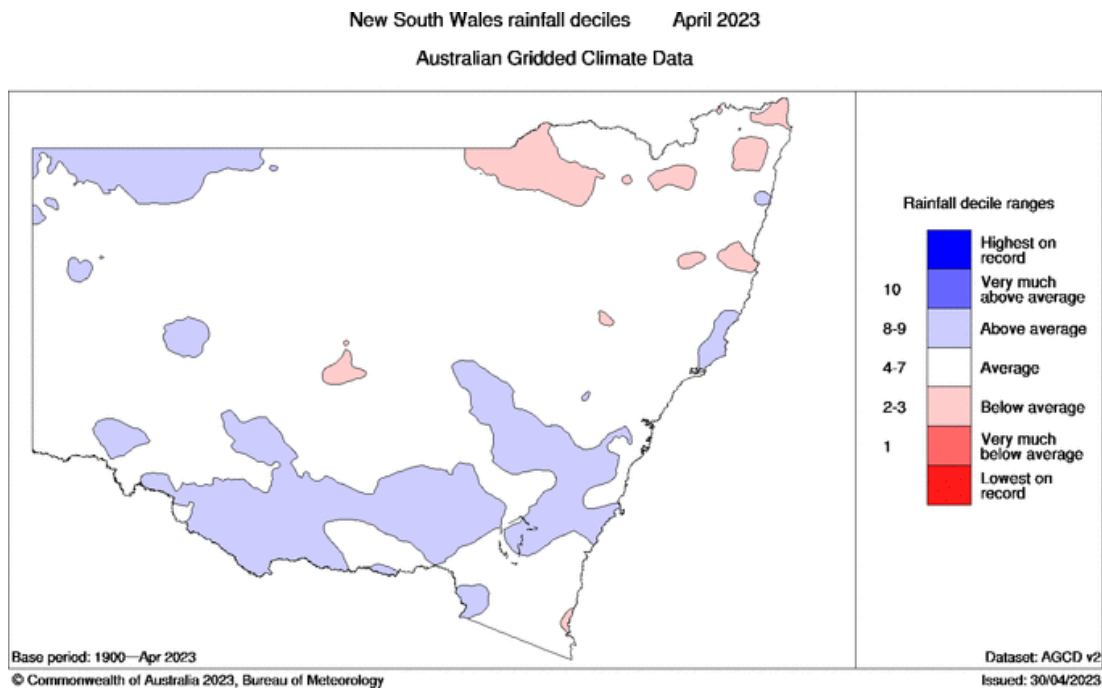 New South Wales rainfall deciles April 2023
Australian Gridded Climate Data
Rainfall decile ranges
Highest on
record
10 Very much
above average
8-9 Above average
4-7 Average
2-3 Below average
1 Very much
below average
Lowest on
record
Base period: 1900—Apr 2023 Dataset: AGCD v2
© Commonwealth of Australia 2023, Bureau of Meteorology Issued: 30/04/2023